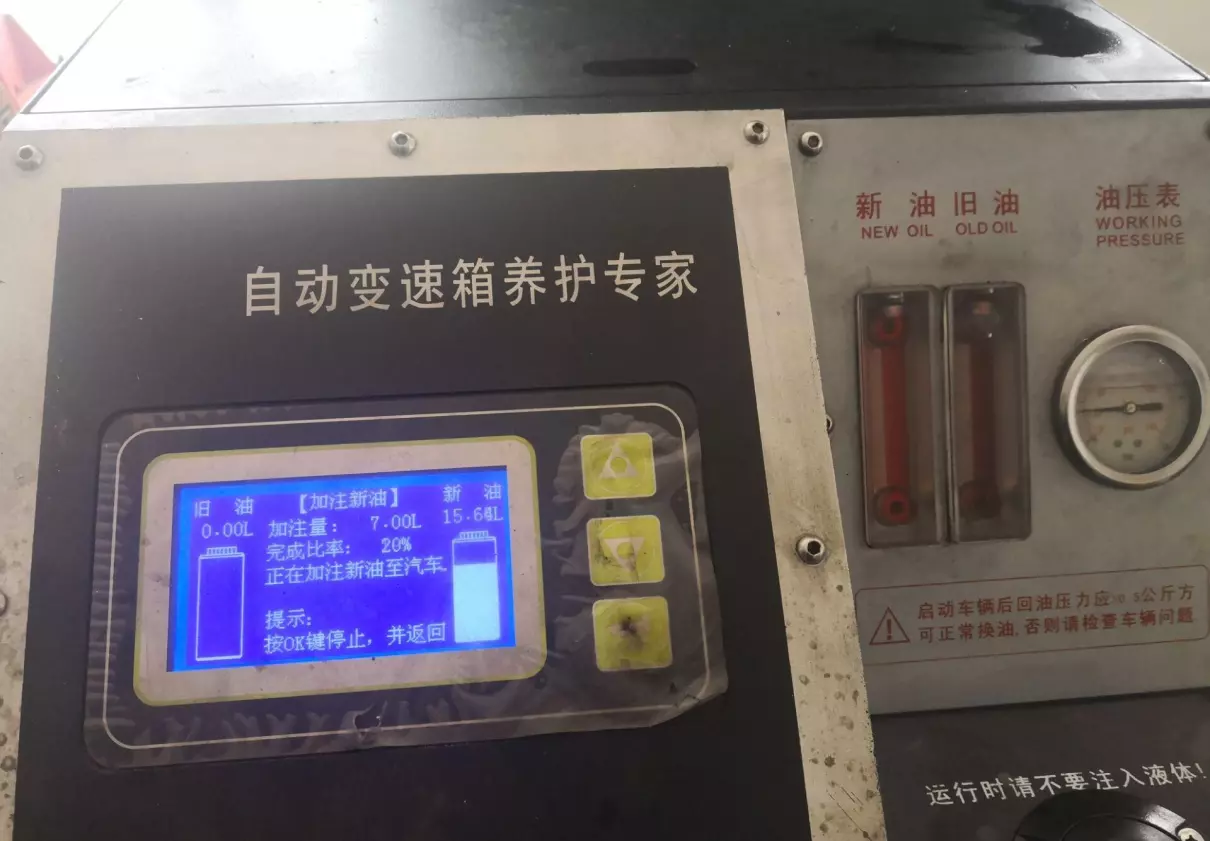 自动变速箱养护专家
旧 油 【加注新油】 新 油
0.00L 加注量： 7.00L 15.64L
完成比率： 20%
正在加注新油至汽车.
提示：
按OK键停止，并返回
新 油 旧 油
NEW OIL OLD OIL
油压表
WORKING
PRESSURE
启动车辆后回油压力应 公斤方
可正常换油,否则请检查车辆问题
运行时请不要注入液体!